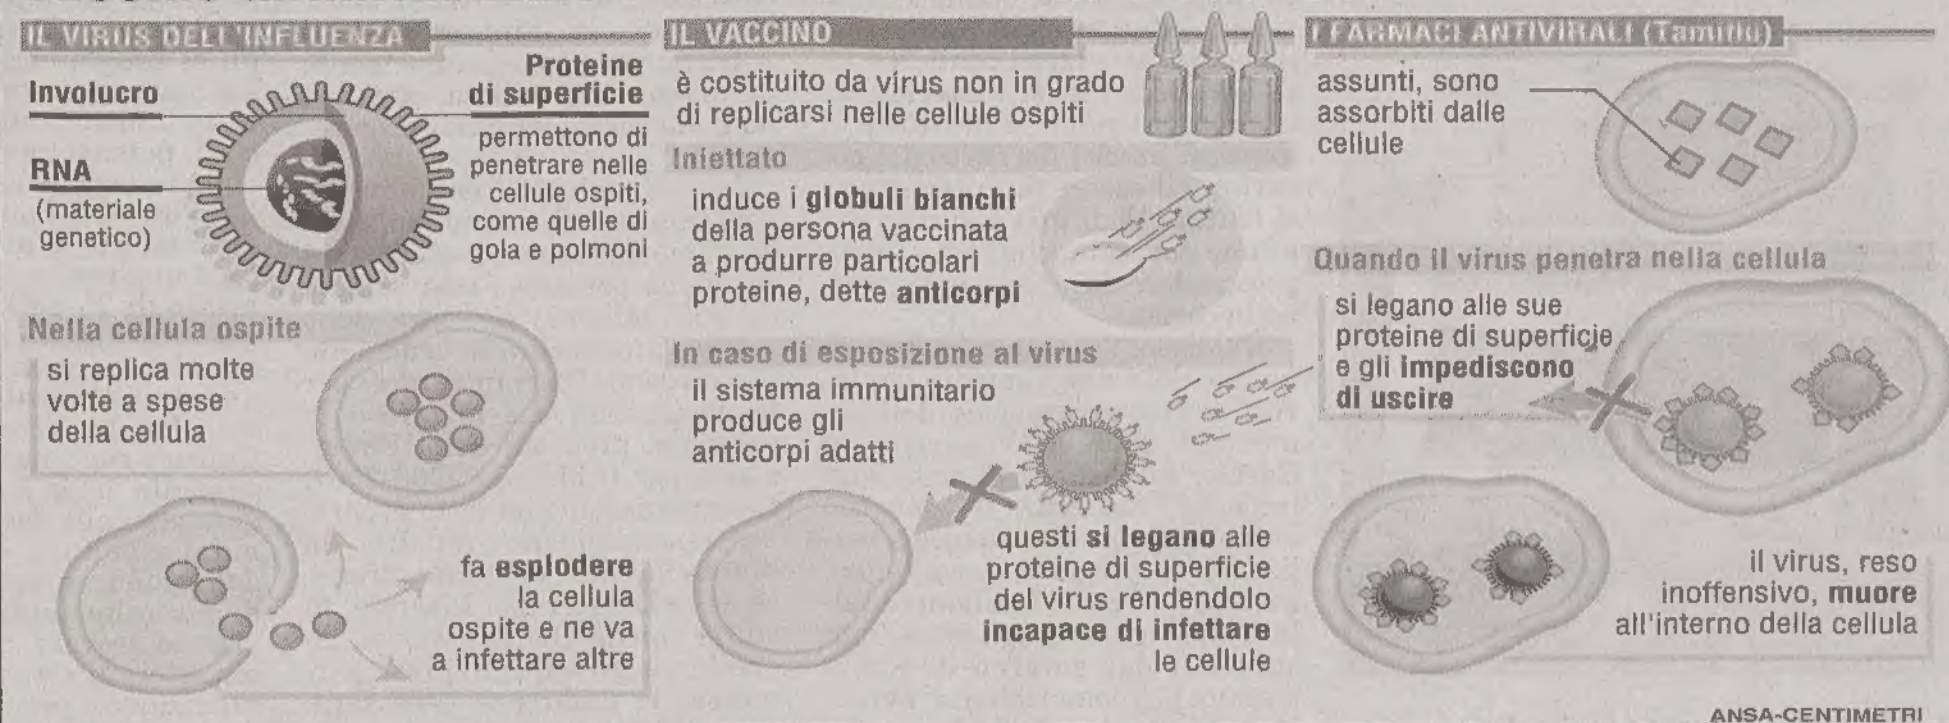 IL VIRUS DELL'INFLUENZA
Involucro
RNA
(materiale
genetico)
Proteine
di superficie
permettono di
penetrare nelle
cellule ospiti,
come quelle di
gola e polmoni
Nella cellula ospite
si replica molte
volte a spese
della cellula
fa esplodere
la cellula
ospite e ne va
a infettare altre
IL VACCINO
è costituito da virus non in grado
di replicarsi nelle cellule ospiti
Iniettato
induce i globuli bianchi
della persona vaccinata
a produrre particolari
proteine, dette anticorpi
In caso di esposizione al virus
il sistema immunitario
produce gli
anticorpi adatti
questi si legano alle
proteine di superficie
del virus rendendolo
incapace di infettare
le cellule
I FARMACI ANTIVIRALI (Tamiflu)
assunti, sono
assorbiti dalle
cellule
Quando il virus penetra nella cellula
si legano alle sue
proteine di superficie
e gli impediscono
di uscire
il virus, reso
inoffensivo, muore
all'interno della cellula
ANSA-CENTIMETRI